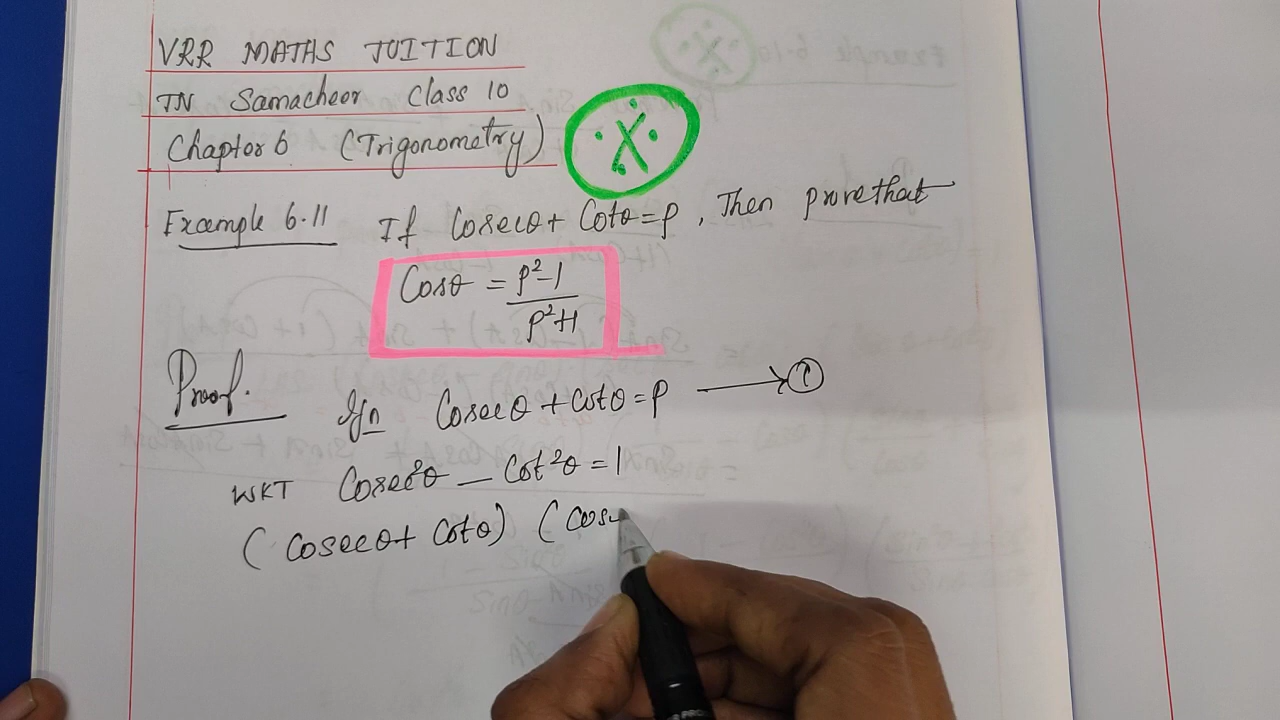 VRR MATHS TUITION
TN Samacheer Class 10
Chapter 6 (Trigonometry)
X
Example 6.11 If Cosecθ + Cotθ = P, Then prove that
Cosθ = P²-1 / P²+1
Proof. Gn Cosecθ + Cotθ = P → ①
WKT Cosec²θ - Cot²θ = 1
(Cosecθ + Cotθ) (Cos